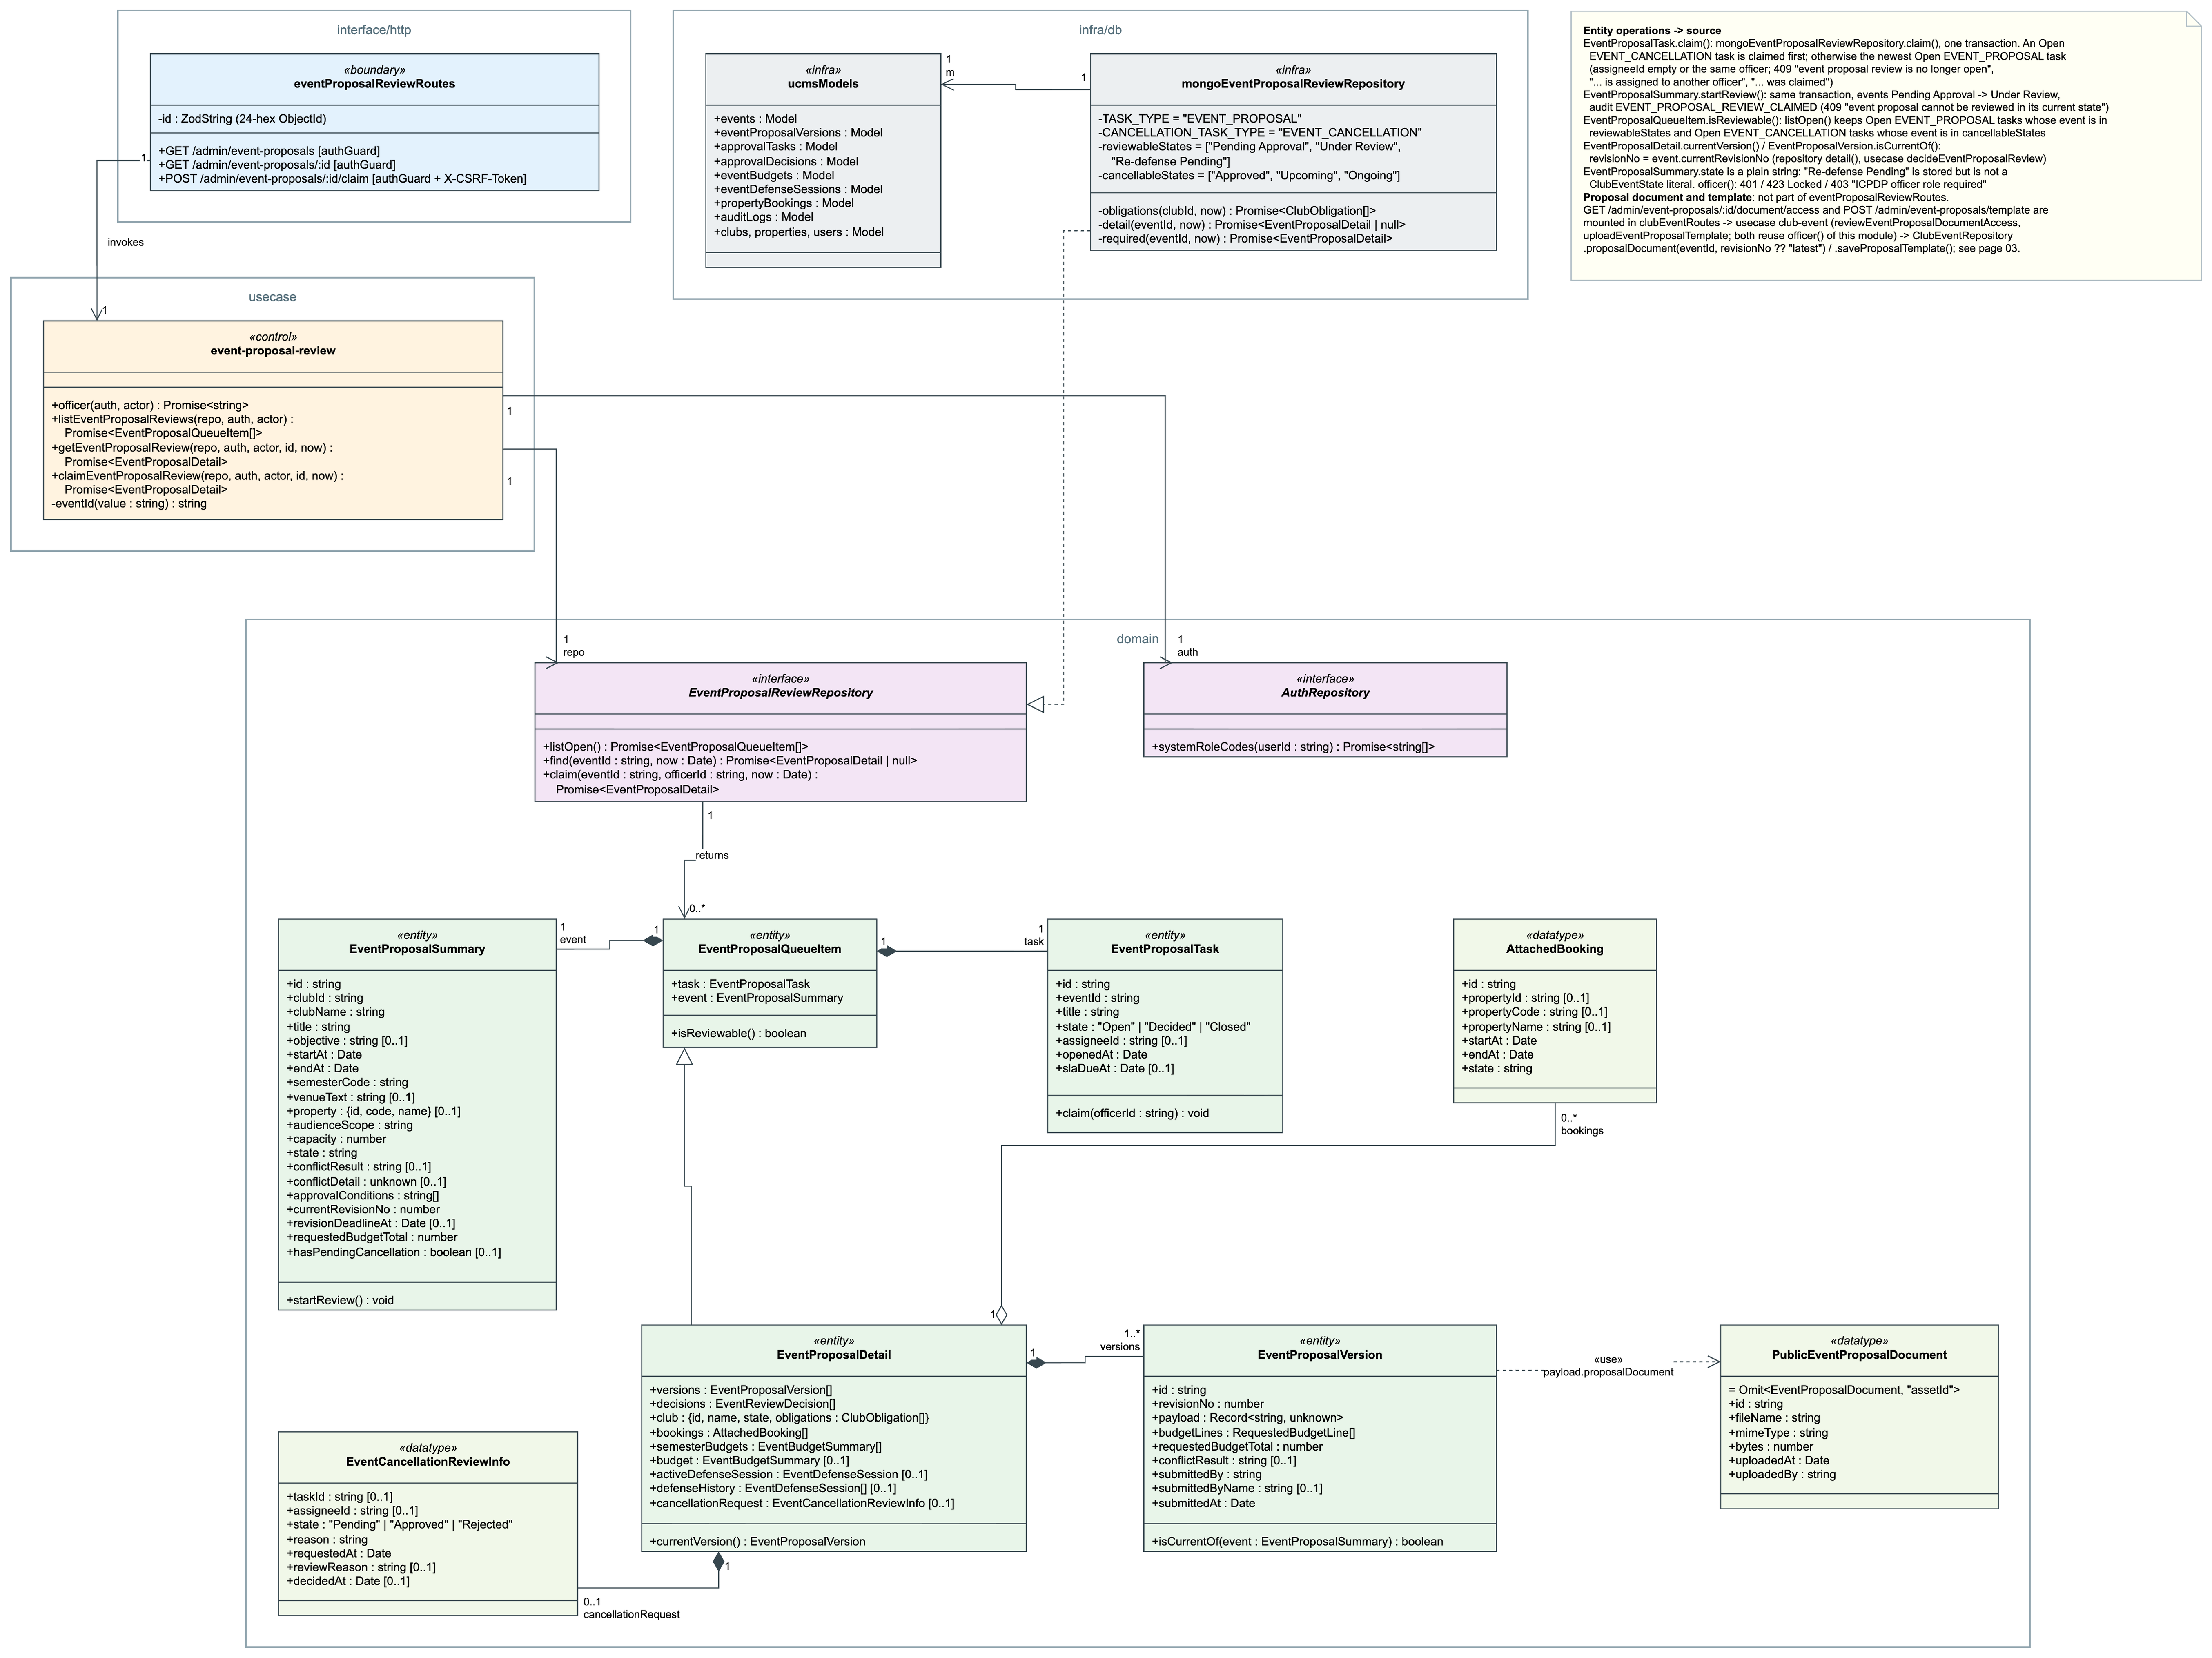 interface/http
«boundary»
eventProposalReviewRoutes
-id : ZodString (24-hex ObjectId)
+GET /admin/event-proposals [authGuard]
+GET /admin/event-proposals/:id [authGuard]
+POST /admin/event-proposals/:id/claim [authGuard + X-CSRF-Token]
1
invokes
1
infra/db
«infra»
ucmsModels
+events : Model
+eventProposalVersions : Model
+approvalTasks : Model
+approvalDecisions : Model
+eventBudgets : Model
+eventDefenseSessions : Model
+propertyBookings : Model
+auditLogs : Model
+clubs, properties, users : Model
1
m
1
«infra»
mongoEventProposalReviewRepository
-TASK_TYPE = "EVENT_PROPOSAL"
-CANCELLATION_TASK_TYPE = "EVENT_CANCELLATION"
-reviewableStates = ["Pending Approval", "Under Review",
"Re-defense Pending"]
-cancellableStates = ["Approved", "Upcoming", "Ongoing"]
-obligations(clubId, now) : Promise<ClubObligation[]>
-detail(eventId, now) : Promise<EventProposalDetail | null>
-required(eventId, now) : Promise<EventProposalDetail>
Entity operations -> source
EventProposalTask.claim(): mongoEventProposalReviewRepository.claim(), one transaction. An Open
EVENT_CANCELLATION task is claimed first; otherwise the newest Open EVENT_PROPOSAL task
(assigneeId empty or the same officer; 409 "event proposal review is no longer open",
"... is assigned to another officer", "... was claimed")
EventProposalSummary.startReview(): same transaction, events Pending Approval -> Under Review,
audit EVENT_PROPOSAL_REVIEW_CLAIMED (409 "event proposal cannot be reviewed in its current state")
EventProposalQueueItem.isReviewable(): listOpen() keeps Open EVENT_PROPOSAL tasks whose event is in
reviewableStates and Open EVENT_CANCELLATION tasks whose event is in cancellableStates
EventProposalDetail.currentVersion() / EventProposalVersion.isCurrentOf():
revisionNo = event.currentRevisionNo (repository detail(), usecase decideEventProposalReview)
EventProposalSummary.state is a plain string: "Re-defense Pending" is stored but is not a
ClubEventState literal. officer(): 401 / 423 Locked / 403 "ICPDP officer role required"
Proposal document and template: not part of eventProposalReviewRoutes.
GET /admin/event-proposals/:id/document/access and POST /admin/event-proposals/template are
mounted in clubEventRoutes -> usecase club-event (reviewEventProposalDocumentAccess,
uploadEventProposalTemplate; both reuse officer() of this module) -> ClubEventRepository
.proposalDocument(eventId, revisionNo ?? "latest") / .saveProposalTemplate(); see page 03.
usecase
«control»
event-proposal-review
+officer(auth, actor) : Promise<string>
+listEventProposalReviews(repo, auth, actor) :
Promise<EventProposalQueueItem[]>
+getEventProposalReview(repo, auth, actor, id, now) :
Promise<EventProposalDetail>
+claimEventProposalReview(repo, auth, actor, id, now) :
Promise<EventProposalDetail>
-eventId(value : string) : string
1
1
domain
1
repo
1
auth
«interface»
EventProposalReviewRepository
+listOpen() : Promise<EventProposalQueueItem[]>
+find(eventId : string, now : Date) : Promise<EventProposalDetail | null>
+claim(eventId : string, officerId : string, now : Date) :
Promise<EventProposalDetail>
«interface»
AuthRepository
+systemRoleCodes(userId : string) : Promise<string[]>
1
returns
0..*
«entity»
EventProposalSummary
+id : string
+clubId : string
+clubName : string
+title : string
+objective : string [0..1]
+startAt : Date
+endAt : Date
+semesterCode : string
+venueText : string [0..1]
+property : {id, code, name} [0..1]
+audienceScope : string
+capacity : number
+state : string
+conflictResult : string [0..1]
+conflictDetail : unknown [0..1]
+approvalConditions : string[]
+currentRevisionNo : number
+revisionDeadlineAt : Date [0..1]
+requestedBudgetTotal : number
+hasPendingCancellation : boolean [0..1]
+startReview() : void
1
event
1
«entity»
EventProposalQueueItem
+task : EventProposalTask
+event : EventProposalSummary
+isReviewable() : boolean
1
1
task
«entity»
EventProposalTask
+id : string
+eventId : string
+title : string
+state : "Open" | "Decided" | "Closed"
+assigneeId : string [0..1]
+openedAt : Date
+slaDueAt : Date [0..1]
+claim(officerId : string) : void
«datatype»
AttachedBooking
+id : string
+propertyId : string [0..1]
+propertyCode : string [0..1]
+propertyName : string [0..1]
+startAt : Date
+endAt : Date
+state : string
0..*
bookings
1
«entity»
EventProposalDetail
+versions : EventProposalVersion[]
+decisions : EventReviewDecision[]
+club : {id, name, state, obligations : ClubObligation[]}
+bookings : AttachedBooking[]
+semesterBudgets : EventBudgetSummary[]
+budget : EventBudgetSummary [0..1]
+activeDefenseSession : EventDefenseSession [0..1]
+defenseHistory : EventDefenseSession[] [0..1]
+cancellationRequest : EventCancellationReviewInfo [0..1]
+currentVersion() : EventProposalVersion
1
1..*
versions
«entity»
EventProposalVersion
+id : string
+revisionNo : number
+payload : Record<string, unknown>
+budgetLines : RequestedBudgetLine[]
+requestedBudgetTotal : number
+conflictResult : string [0..1]
+submittedBy : string
+submittedByName : string [0..1]
+submittedAt : Date
+isCurrentOf(event : EventProposalSummary) : boolean
«use»
payload.proposalDocument
«datatype»
PublicEventProposalDocument
= Omit<EventProposalDocument, "assetId">
+id : string
+fileName : string
+mimeType : string
+bytes : number
+uploadedAt : Date
+uploadedBy : string
«datatype»
EventCancellationReviewInfo
+taskId : string [0..1]
+assigneeId : string [0..1]
+state : "Pending" | "Approved" | "Rejected"
+reason : string
+requestedAt : Date
+reviewReason : string [0..1]
+decidedAt : Date [0..1]
1
0..1
cancellationRequest